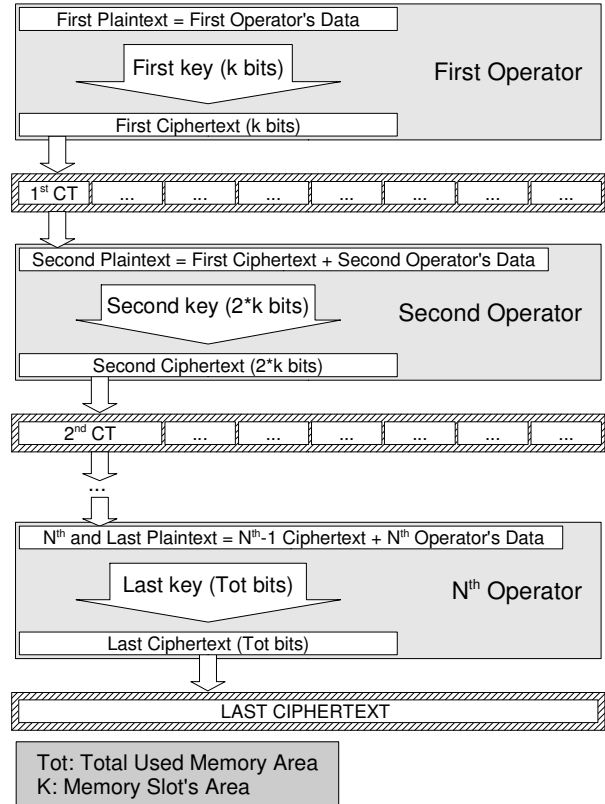 First Plaintext = First Operator's Data
First key (k bits)
First Operator
First Ciphertext (k bits)
1st CT ... ... ... ... ... ... ...
Second Plaintext = First Ciphertext + Second Operator's Data
Second key (2*k bits)
Second Operator
Second Ciphertext (2*k bits)
2nd CT ... ... ... ... ... ...
...
Nth and Last Plaintext = Nth-1 Ciphertext + Nth Operator's Data
Last key (Tot bits)
Nth Operator
Last Ciphertext (Tot bits)
LAST CIPHERTEXT
Tot: Total Used Memory Area
K: Memory Slot's Area